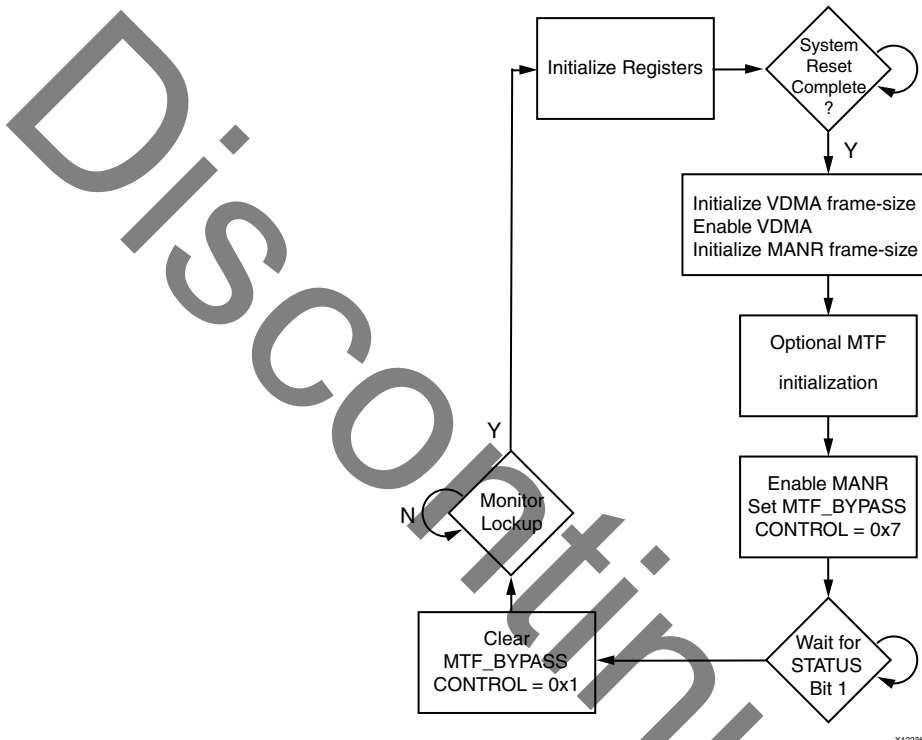 Initialize Registers
System
Reset
Complete
?
Y
Initialize VDMA frame-size
Enable VDMA
Initialize MANR frame-size
Optional MTF
initialization
Enable MANR
Set MTF_BYPASS
CONTROL = 0x7
Wait for
STATUS
Bit 1
Clear
MTF_BYPASS
CONTROL = 0x1
Monitor
Lockup
N
Y